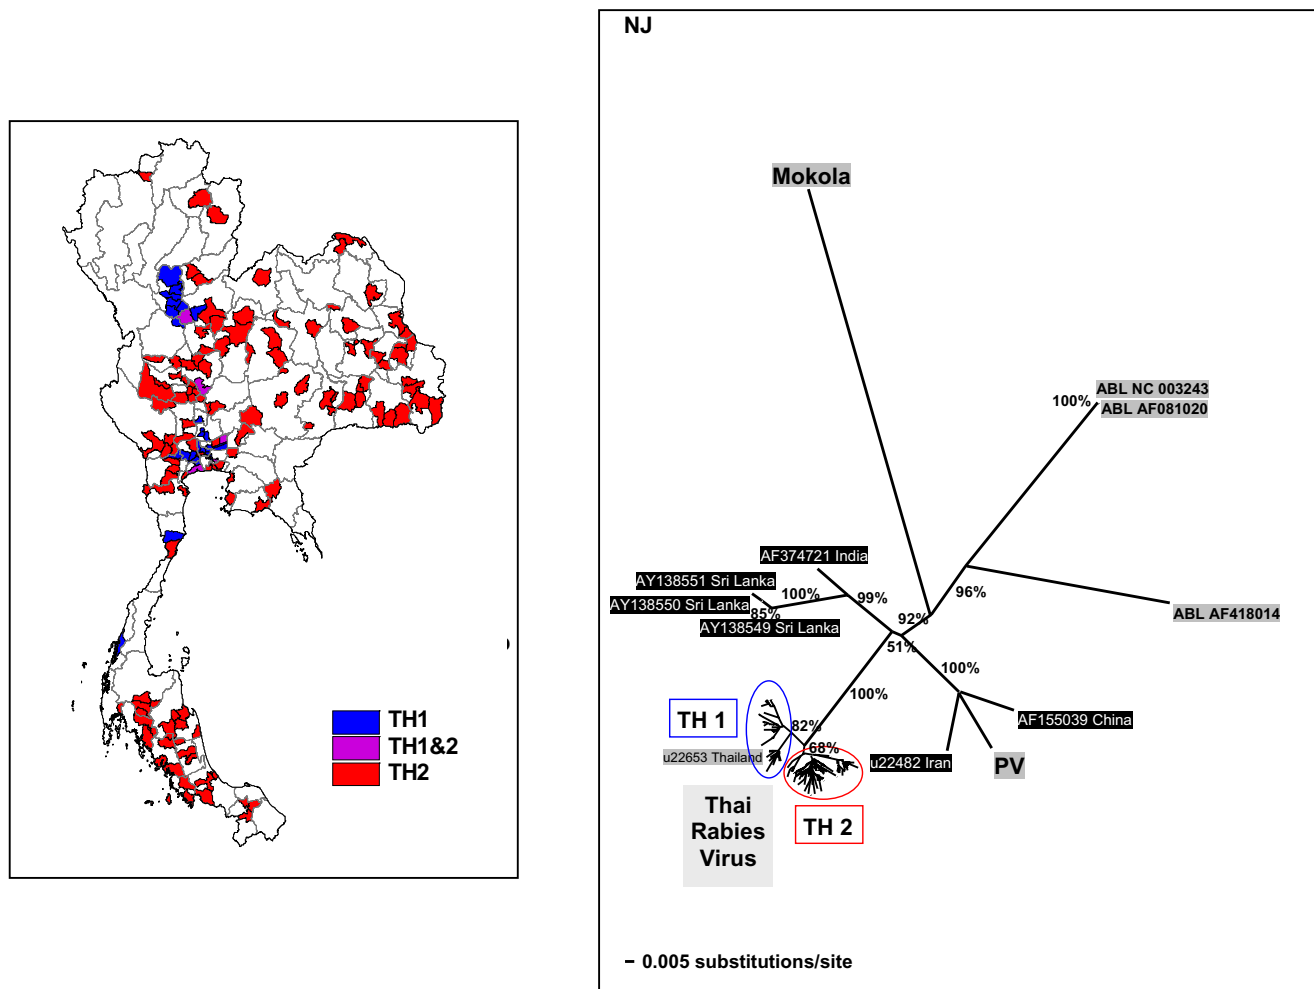 TH1
TH1&2
TH2
NJ
Mokola
ABL NC 003243
100%
ABL AF081020
AF374721 India
AY138551 Sri Lanka
100%
99%
96%
AY138550 Sri Lanka
85%
92%
ABL AF418014
AY138549 Sri Lanka
51%
100%
100%
TH 1
82%
AF155039 China
68%
u22653 Thailand
u22482 Iran
PV
Thai
Rabies
Virus
TH 2
0.005 substitutions/site